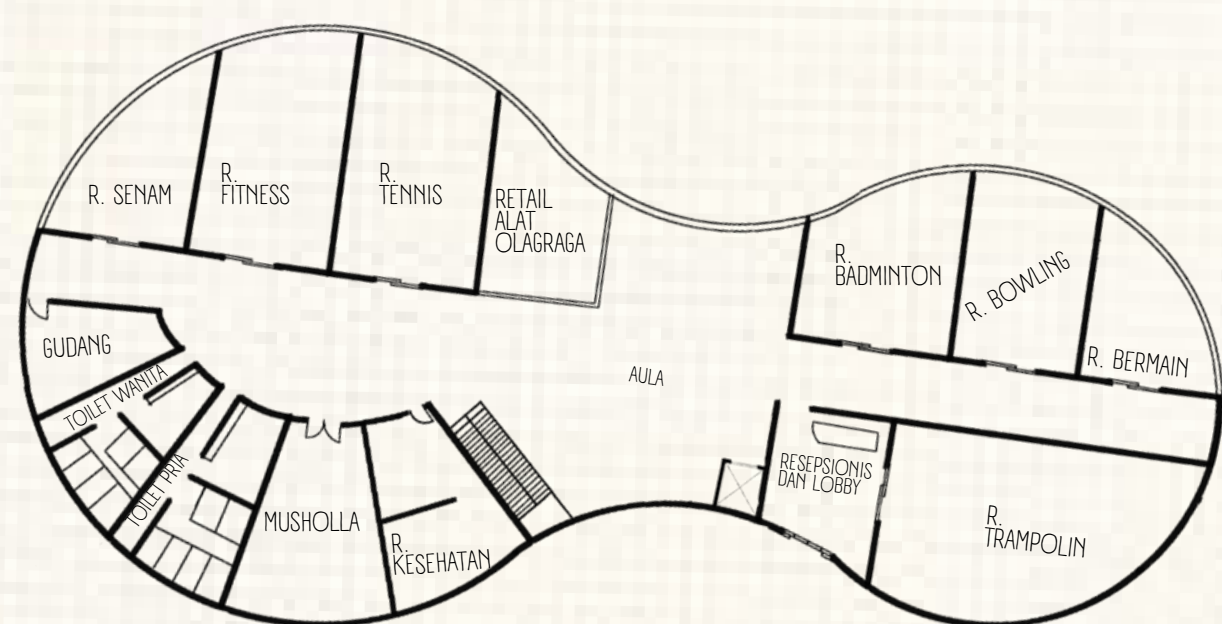 R. SENAM
R.
FITNESS
R.
TENNIS
RETAIL
ALAT
OLAGRAGA
R.
BADMINTON
R. BOWLING
R. BERMAIN
GUDANG
TOILET WANITA
TOILET PRIA
MUSHOLLA
R.
KESEHATAN
AULA
RESEPSIONIS
DAN LOBBY
R.
TRAMPOLIN